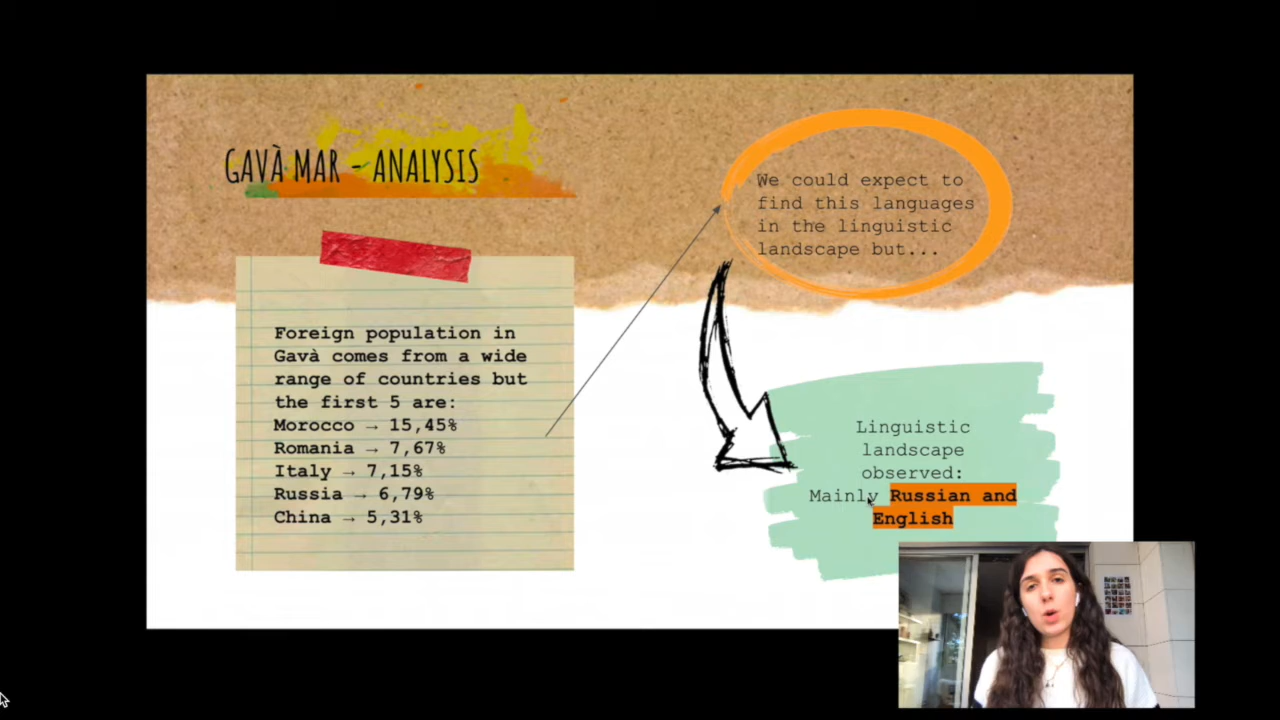 GAVÀ MAR - ANALYSIS
Foreign population in
Gavà comes from a wide
range of countries but
the first 5 are:
Morocco → 15,45%
Romania → 7,67%
Italy → 7,15%
Russia → 6,79%
China → 5,31%
We could expect to
find this languages
in the linguistic
landscape but...
Linguistic
landscape
observed:
Mainly Russian and
English